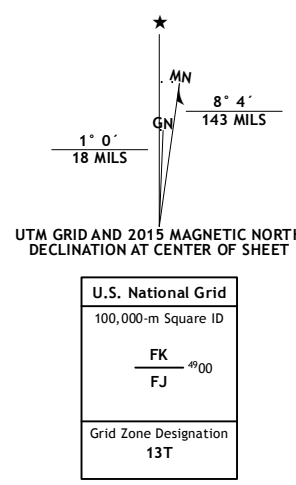 ★
MN
GN
8° 4´
143 MILS
1° 0´
18 MILS
UTM GRID AND 2015 MAGNETIC NORTH
DECLINATION AT CENTER OF SHEET
U.S. National Grid
100,000-m Square ID
FK
4900
FJ
Grid Zone Designation
13T